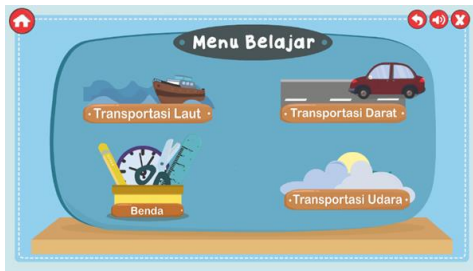 Menu Belajar
Transportasi Laut
Transportasi Darat
Benda
Transportasi Udara